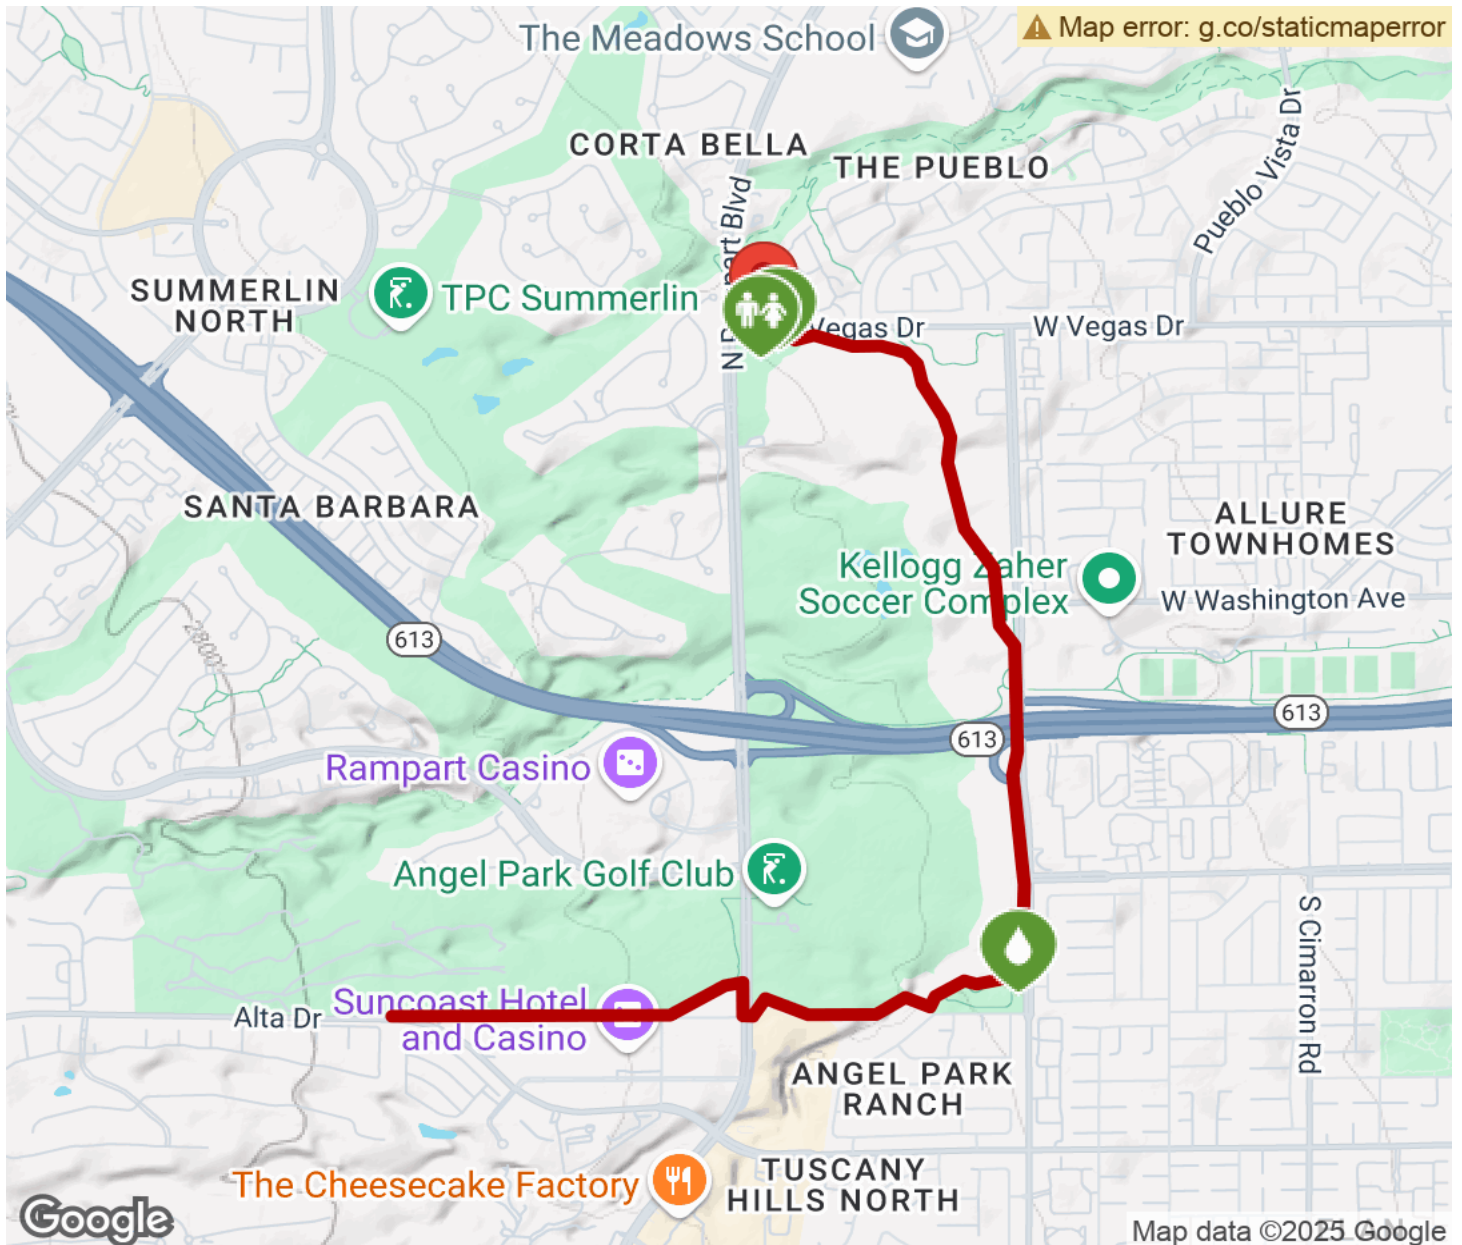 The Meadows School
Map error: g.co/staticmaperror
CORTA BELLA
THE PUEBLO
Pueblo Vista Dr
SUMMERLIN
NORTH
TPC Summerlin
Vegas Dr
W Vegas Dr
SANTA BARBARA
ALLURE
TOWNHOMES
Kellogg Zaher
Soccer Complex
W Washington Ave
2800'
613
613
613
Rampart Casino
Angel Park Golf Club
S Cimarron Rd
Alta Dr
Suncoast Hotel
and Casino
ANGEL PARK
RANCH
The Cheesecake Factory
TUSCANY
HILLS NORTH
Google
Map data ©2025 Google